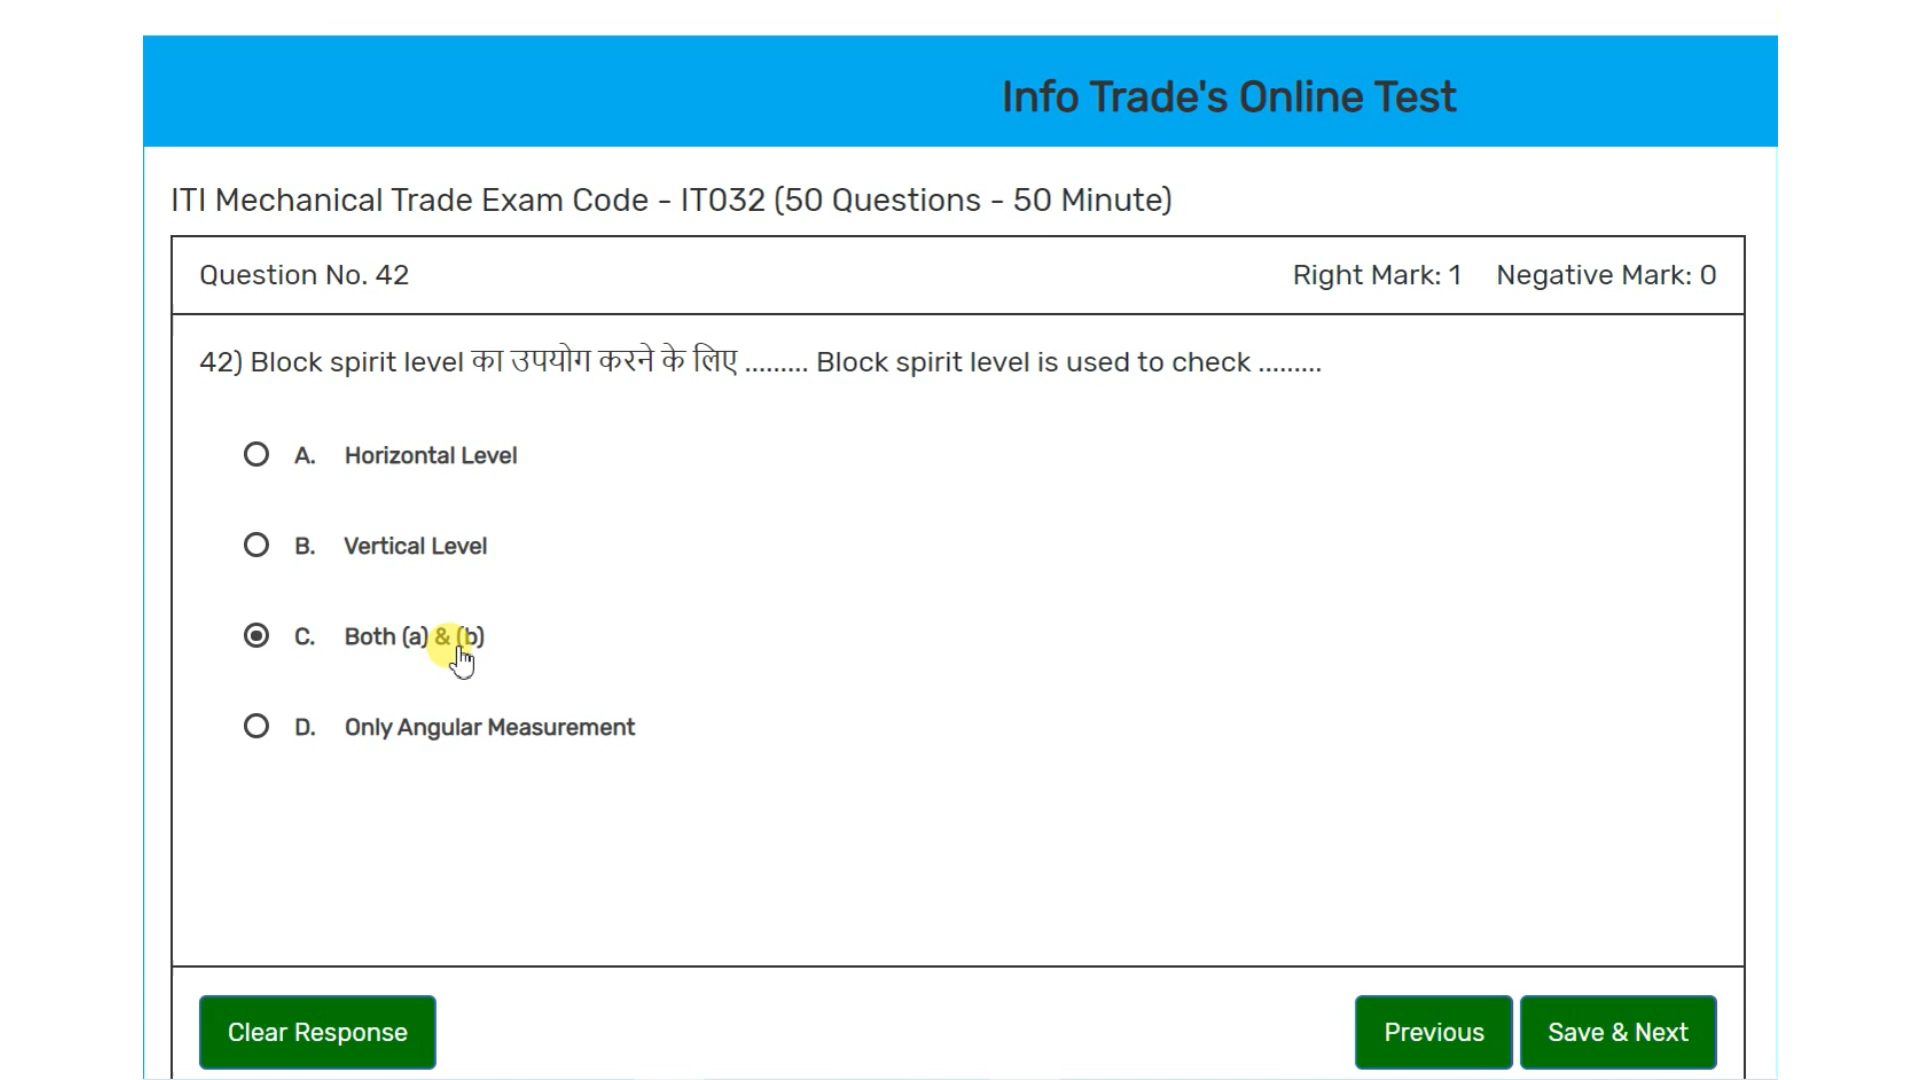 Info Trade's Online Test
ITI Mechanical Trade Exam Code - IT032 (50 Questions - 50 Minute)
Question No. 42 Right Mark: 1 Negative Mark: 0
42) Block spirit level का उपयोग करने के लिए ......... Block spirit level is used to check .........
A. Horizontal Level
B. Vertical Level
C. Both (a) & (b)
D. Only Angular Measurement
Clear Response Previous Save & Next